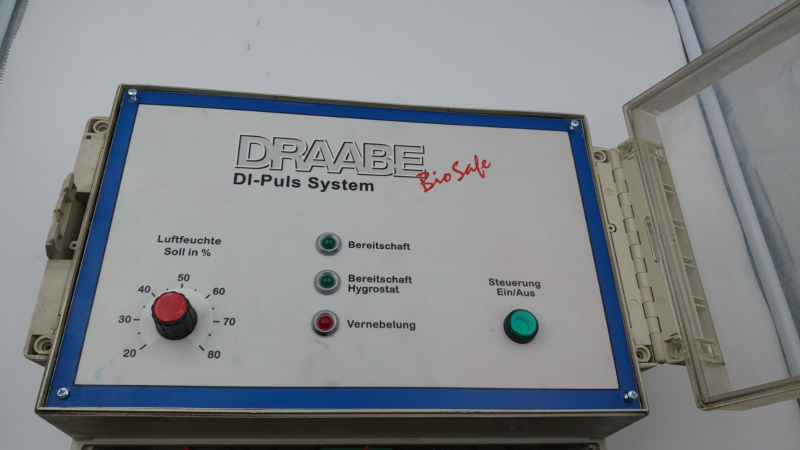 DRAABE
DI-Puls System
BioSafe
Luftfeuchte
Soll in %
20
30
40
50
60
70
80
Bereitschaft
Bereitschaft
Hygrostat
Vernebelung
Steuerung
Ein/Aus